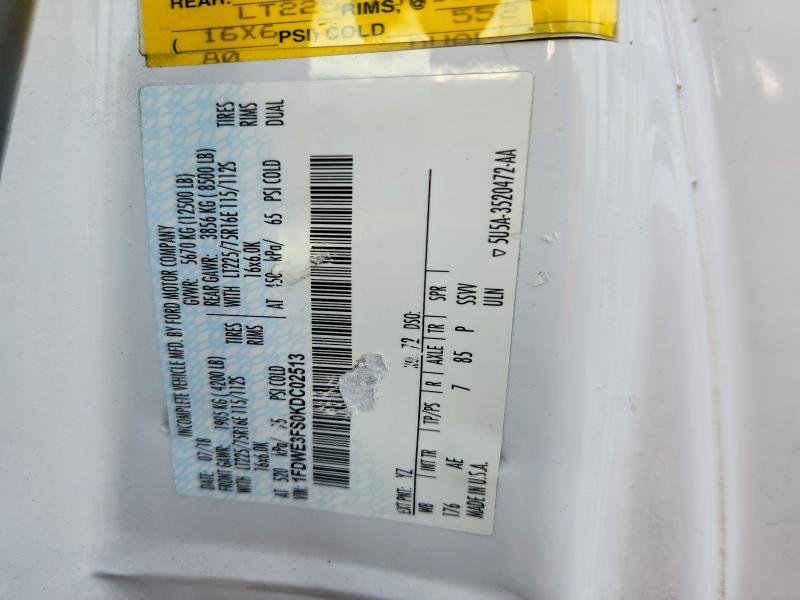 REAR:
LT225
RIMS, @
552
( 16X6 PSI) COLD
80 DUAL
INCOMPLETE VEHICLE MFD. BY FORD MOTOR COMPANY
DATE: 07/18 GVWR: 5670 KG (12500 LB)
FRONT GAWR: 1905 KG ( 4200 LB) REAR GAWR: 3856 KG ( 8500 LB)
WITH LT225/75R16E 115/112S TIRES WITH LT225/75R16E 115/112S TIRES
16x6.0K RIMS 16x6.0K RIMS
AT 520 kPa/ PSI COLD AT 450 kPa/ 65 PSI COLD DUAL
VIN: 1FDWE3FS0KDC02513
EXT PNT: YZ 72 DSO:
WB INT TR TP/PS R AXLE TR SPR
176 AE 7 85 P SSVV
MADE IN U.S.A. ULN
▽ 5U5A-3520472-AA